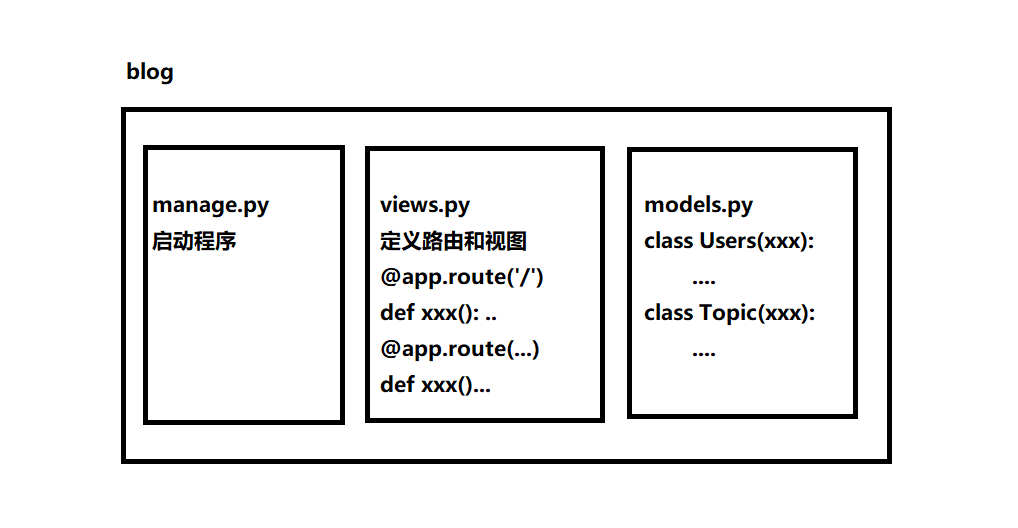 blog
manage.py
启动程序
views.py
定义路由和视图
@app.route('/')
def xxx(): ..
@app.route(...)
def xxx()...
models.py
class Users(xxx):
....
class Topic(xxx):
....